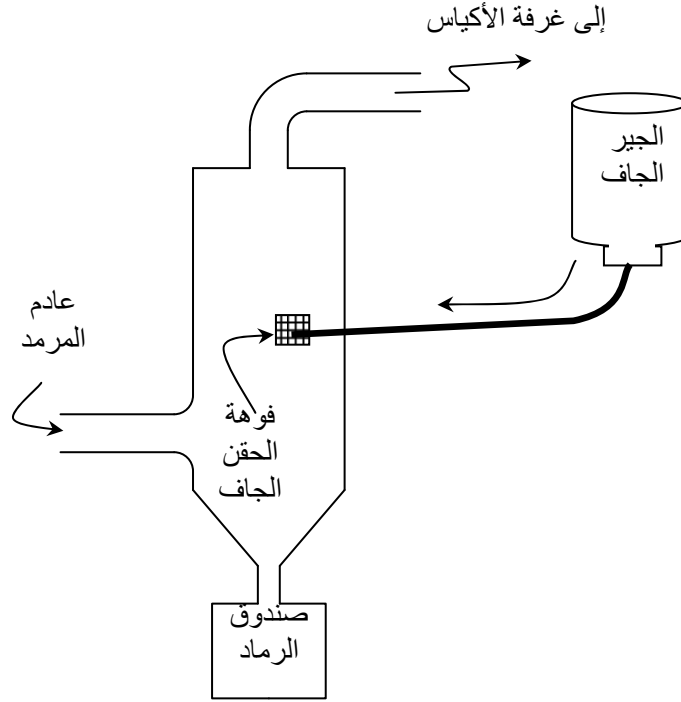 إلى غرفة الأكياس
الجير
الجاف
عادم
المرمد
فوهة
الحقن
الجاف
صندوق
الرماد